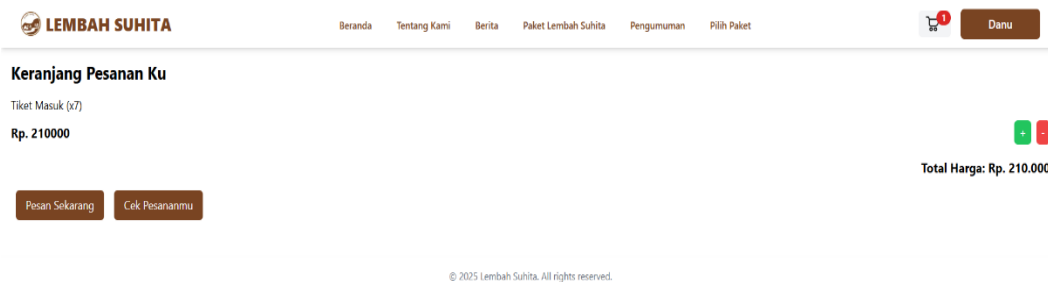 LEMBAH SUHITA
Beranda Tentang Kami Berita Paket Lembah Suhita Pengumuman Pilih Paket
1
Danu
Keranjang Pesanan Ku
Tiket Masuk (x7)
Rp. 210000
+ -
Total Harga: Rp. 210.000
Pesan Sekarang Cek Pesananmu
© 2025 Lembah Suhita. All rights reserved.